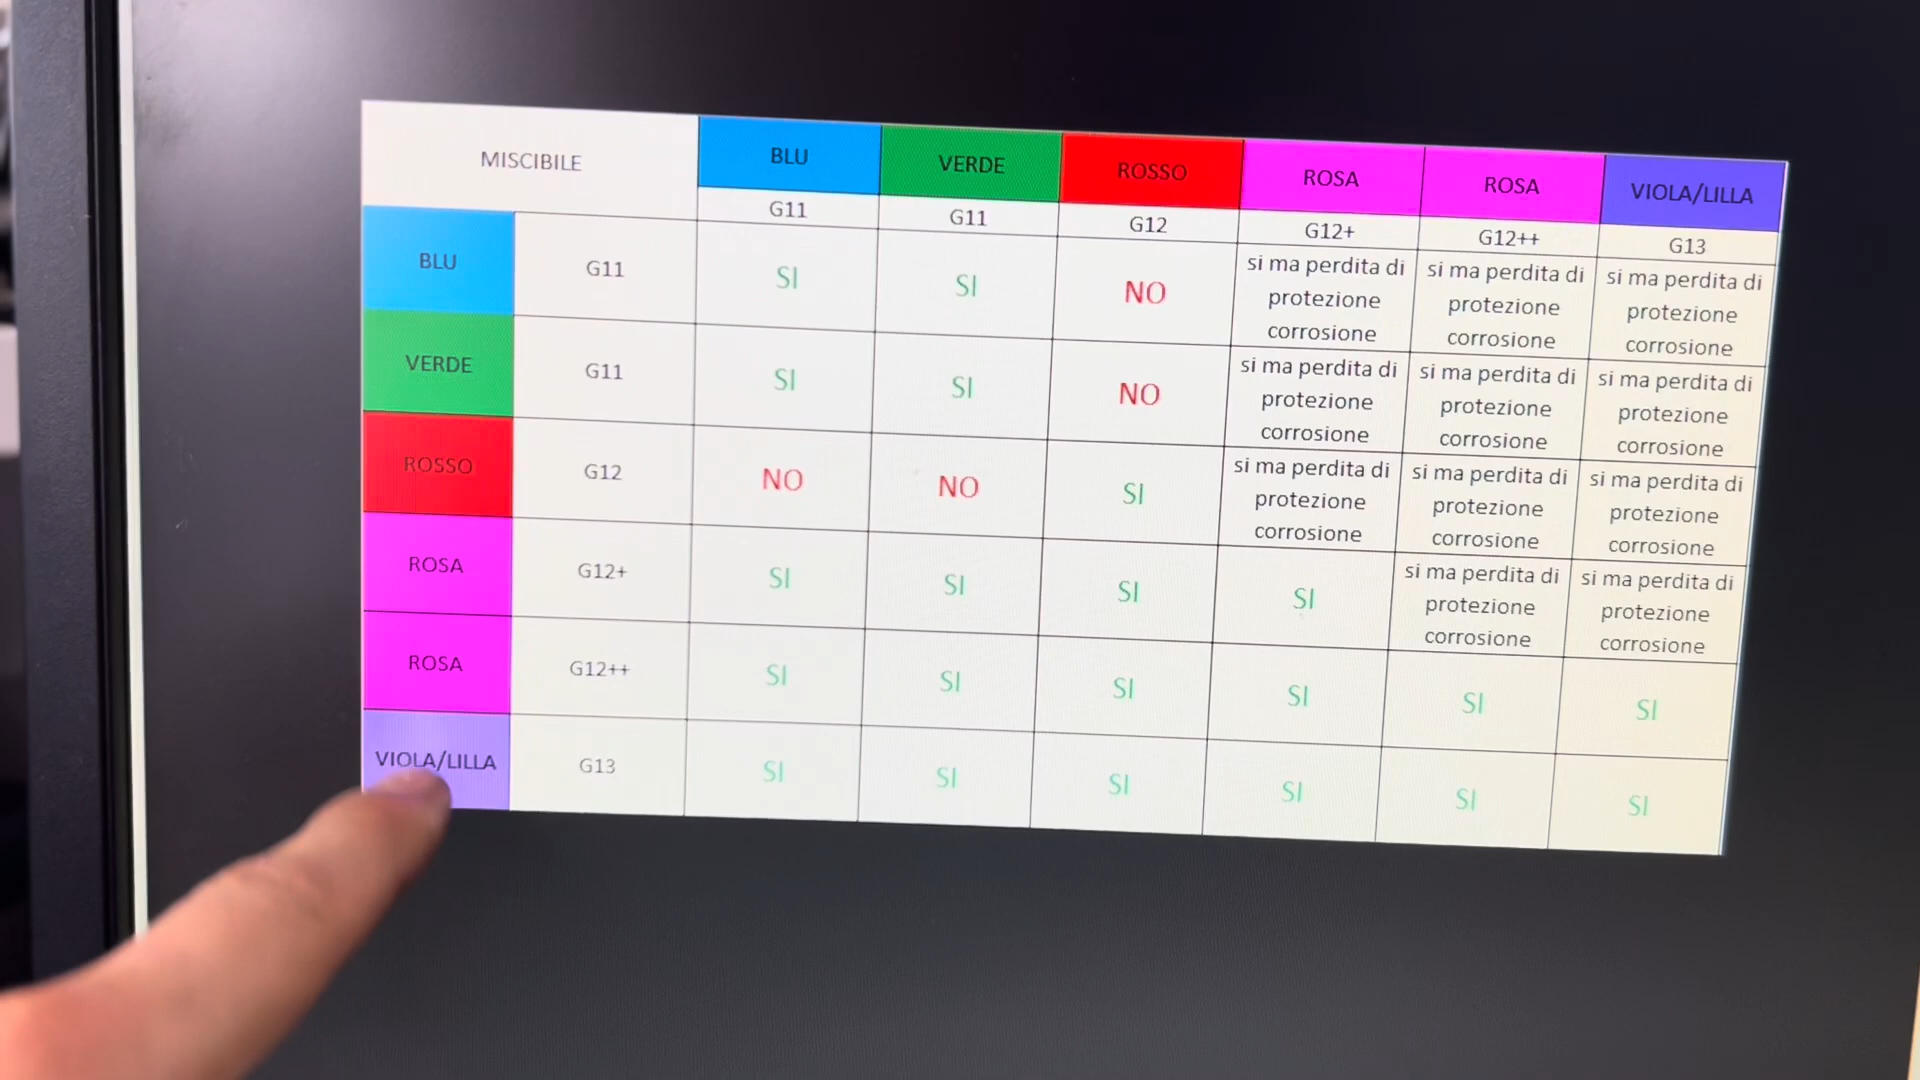 MISCIBILE BLU VERDE ROSSO ROSA ROSA VIOLA/LILLA
G11 G11 G12 G12+ G12++ G13
BLU G11 SI SI NO si ma perdita di protezione corrosione si ma perdita di protezione corrosione si ma perdita di protezione corrosione
VERDE G11 SI SI NO si ma perdita di protezione corrosione si ma perdita di protezione corrosione si ma perdita di protezione corrosione
ROSSO G12 NO NO SI si ma perdita di protezione corrosione si ma perdita di protezione corrosione si ma perdita di protezione corrosione
ROSA G12+ SI SI SI SI si ma perdita di protezione corrosione si ma perdita di protezione corrosione
ROSA G12++ SI SI SI SI SI SI
VIOLA/LILLA G13 SI SI SI SI SI SI